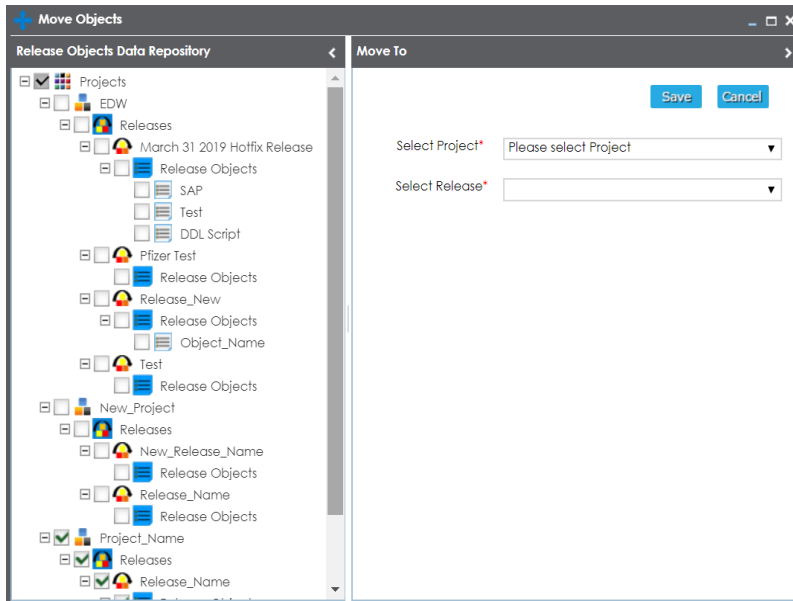 Move Objects
Release Objects Data Repository
Projects
EDW
Releases
March 31 2019 Hotfix Release
Release Objects
SAP
Test
DDL Script
Pfizer Test
Release Objects
Release_New
Release Objects
Object_Name
Test
Release Objects
New_Project
Releases
New_Release_Name
Release Objects
Release_Name
Release Objects
Project_Name
Releases
Release_Name
Move To
Save Cancel
Select Project* Please select Project
Select Release*